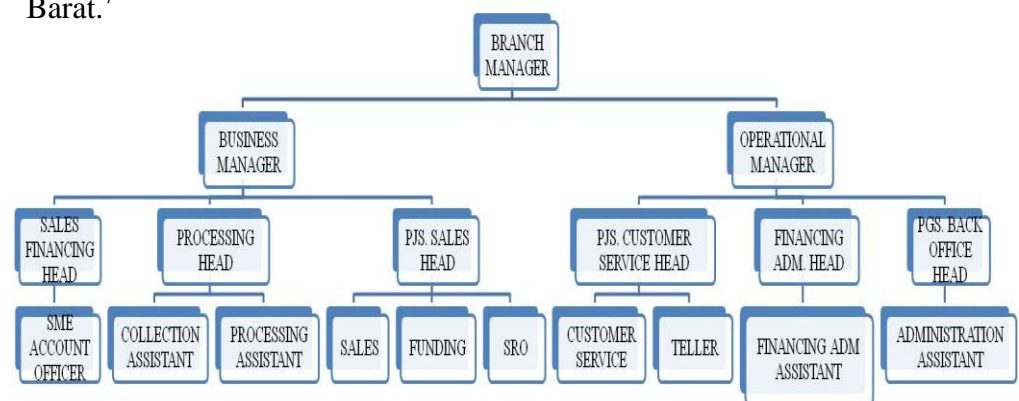 Barat.7
BRANCH
MANAGER
BUSINESS
MANAGER
OPERATIONAL
MANAGER
SALES
FINANCING
HEAD
PROCESSING
HEAD
PJS. SALES
HEAD
PJS. CUSTOMER
SERVICE HEAD
FINANCING
ADM. HEAD
PGS. BACK
OFFICE
HEAD
SME
ACCOUNT
OFFICER
COLLECTION
ASSISTANT
PROCESSING
ASSISTANT
SALES
FUNDING
SRO
CUSTOMER
SERVICE
TELLER
FINANCING ADM
ASSISTANT
ADMINISTRATION
ASSISTANT